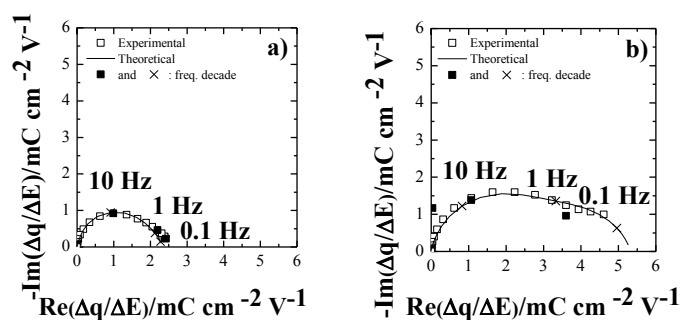 a)
Experimental
Theoretical
and : freq. decade
10 Hz
1 Hz
0.1 Hz
-Im(Δq/ΔE)/mC cm⁻² V⁻¹
6
5
4
3
2
1
0
0 1 2 3 4 5 6
Re(Δq/ΔE)/mC cm⁻² V⁻¹
b)
Experimental
Theoretical
and : freq. decade
10 Hz
1 Hz
0.1 Hz
-Im(Δq/ΔE)/mC cm⁻² V⁻¹
6
5
4
3
2
1
0
0 1 2 3 4 5 6
Re(Δq/ΔE)/mC cm⁻² V⁻¹